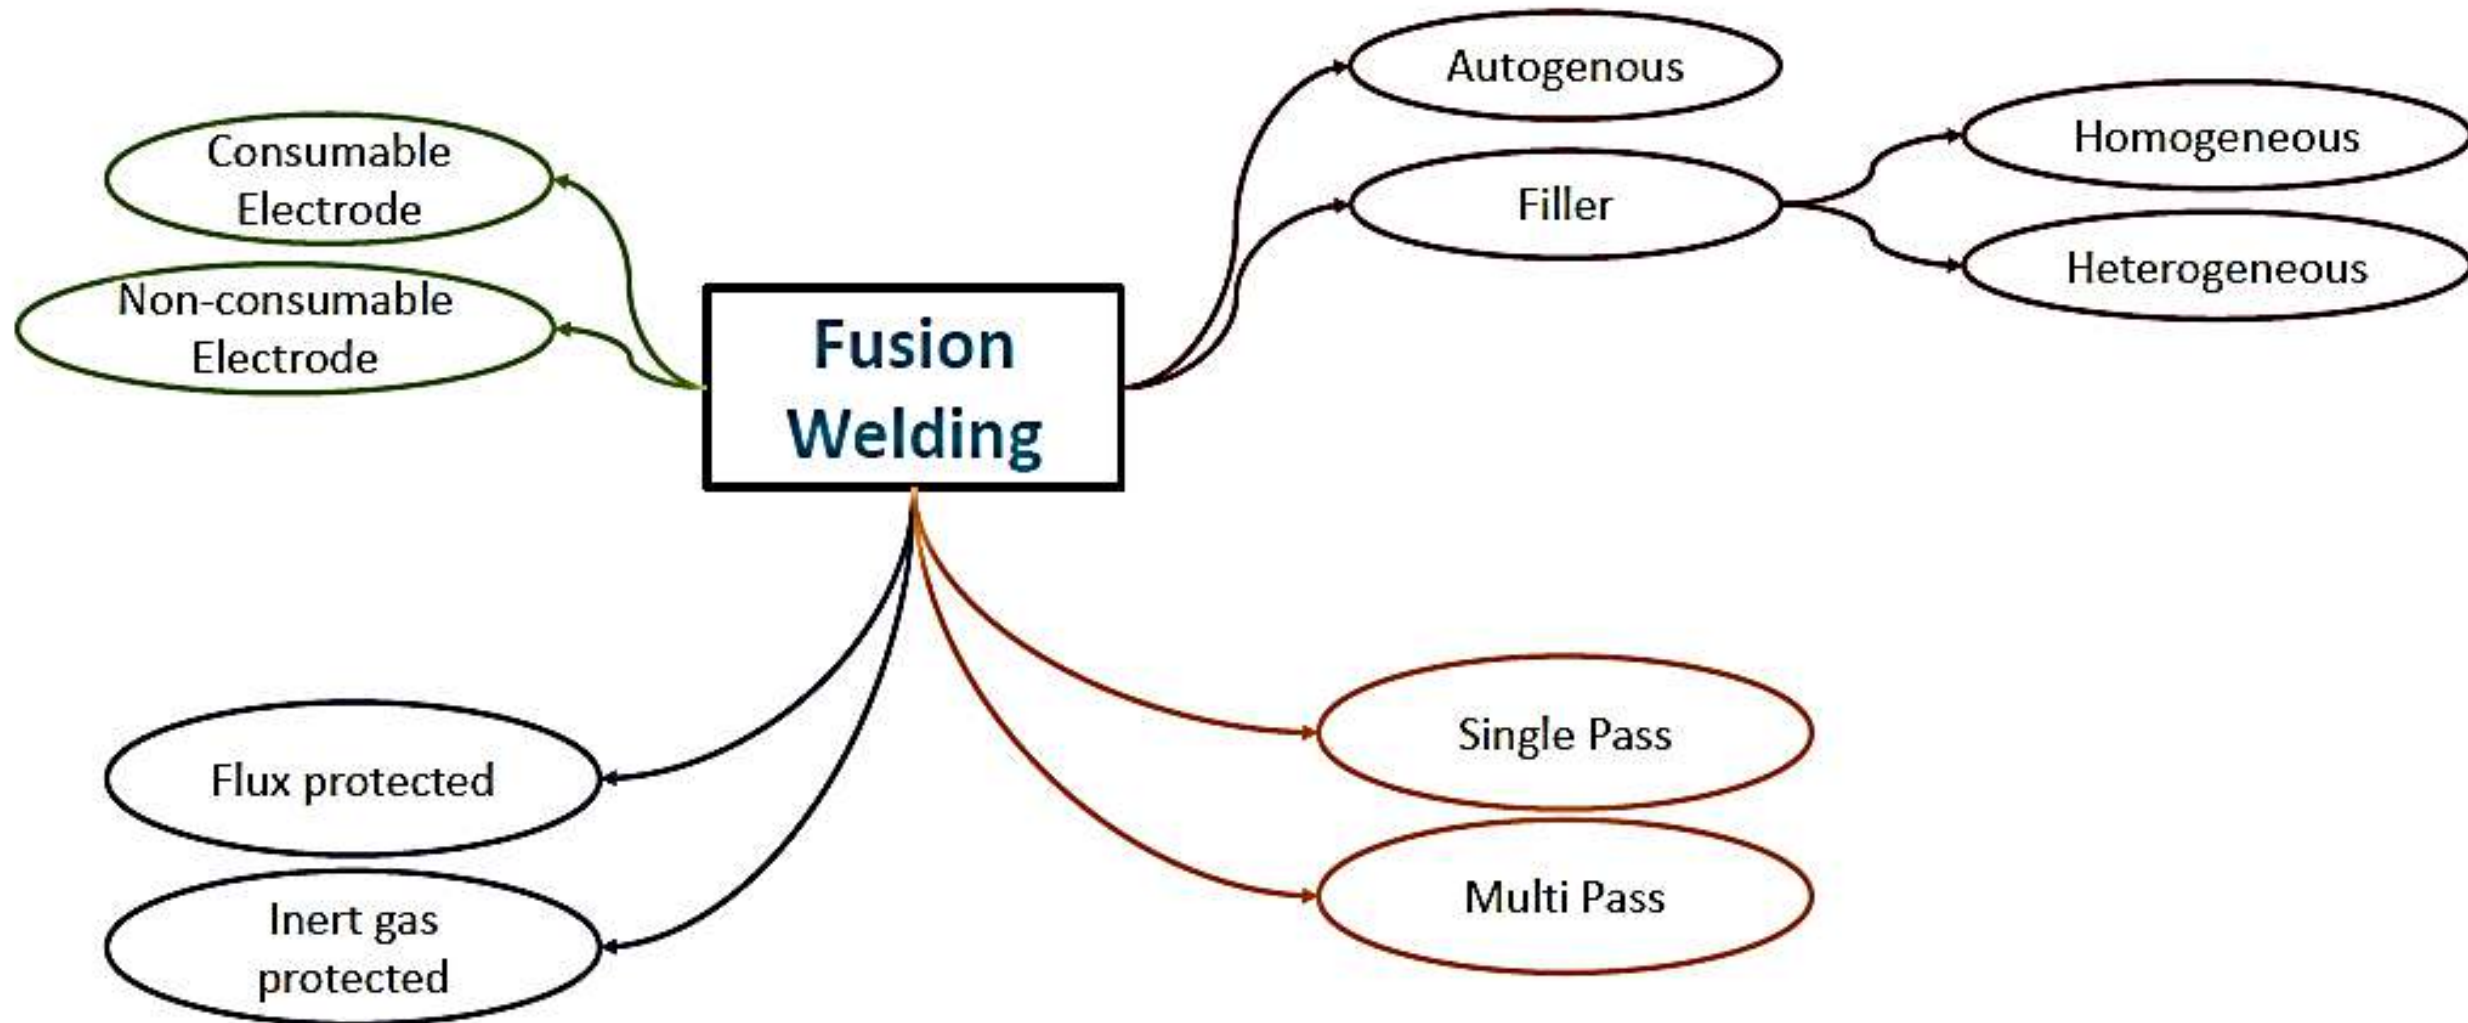 Autogenous
Homogeneous
Consumable
Electrode
Filler
Heterogeneous
Non-consumable
Electrode
Fusion
Welding
Single Pass
Flux protected
Multi Pass
Inert gas
protected